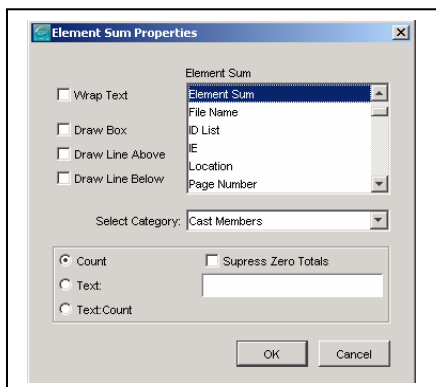 Element Sum Properties
Element Sum
Wrap Text
Draw Box
Draw Line Above
Draw Line Below
Element Sum
File Name
ID List
IE
Location
Page Number
Select Category: Cast Members
Count
Supress Zero Totals
Text:
Text:Count
OK
Cancel